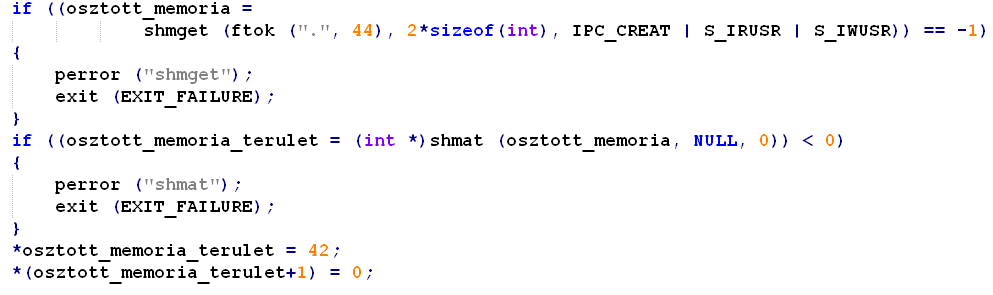 if ((osztott_memoria =
            shmget (ftok (".", 44), 2*sizeof(int), IPC_CREAT | S_IRUSR | S_IWUSR)) == -1)
{
    perror ("shmget");
    exit (EXIT_FAILURE);
}
if ((osztott_memoria_terulet = (int *)shmat (osztott_memoria, NULL, 0)) < 0)
{
    perror ("shmat");
    exit (EXIT_FAILURE);
}
*osztott_memoria_terulet = 42;
*(osztott_memoria_terulet+1) = 0;